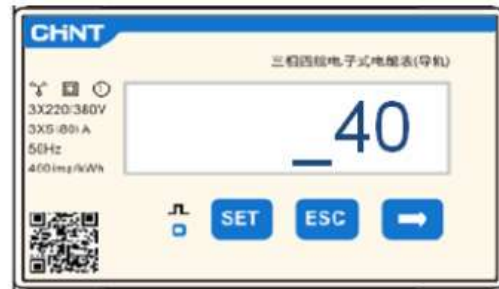 CHNT
三相四线电子式电能表(导轨)
3X220/380V
3X5(80)A
50Hz
400imp/kWh
_40
SET
ESC